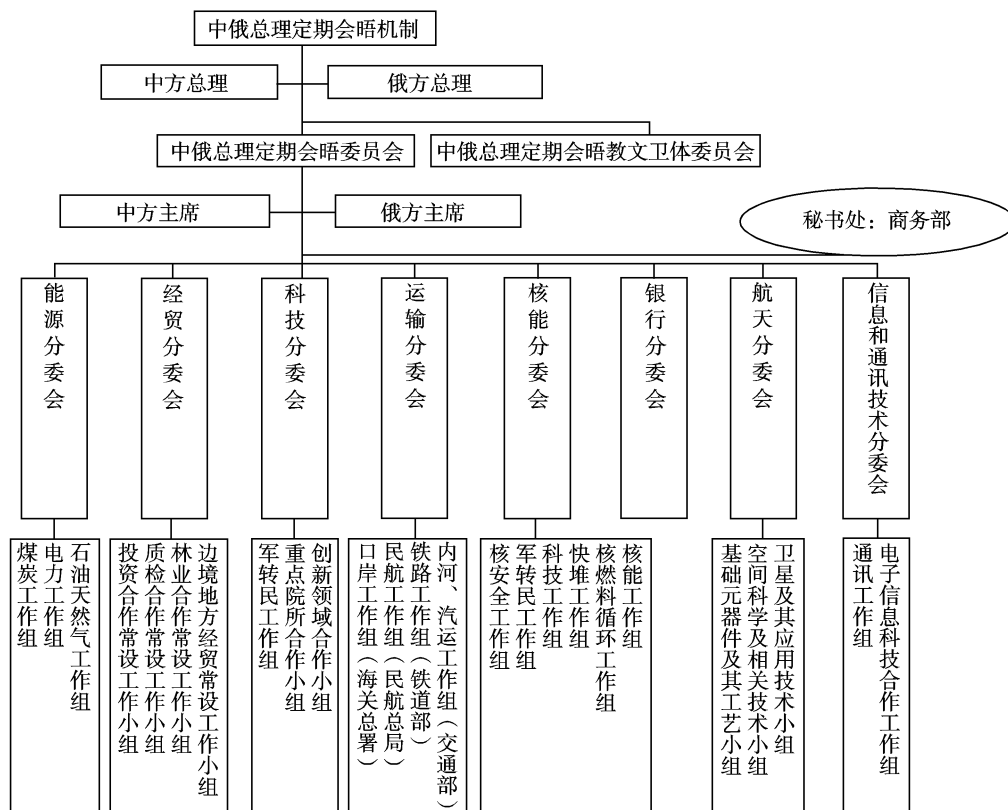 中俄总理定期会晤机制
中方总理
俄方总理
中俄总理定期会晤委员会
中俄总理定期会晤教文卫体委员会
中方主席
俄方主席
秘书处：商务部
能源分委会
经贸分委会
科技分委会
运输分委会
核能分委会
银行分委会
航天分委会
信息和通讯技术分委会
石油天然气工作组
电力工作组
煤炭工作组
边境地方经贸常设工作小组
林业合作常设工作小组
质检合作常设工作小组
投资合作常设工作小组
创新领域合作小组
重点院所合作小组
军转民工作组
内河、汽运工作组（交通部）
铁路工作组（铁道部）
民航工作组（民航总局）
口岸工作组（海关总署）
核能工作组
核燃料循环工作组
快堆工作组
科技工作组
军转民工作组
核安全工作组
卫星及其应用技术小组
空间科学及相关技术小组
基础元器件及其工艺小组
电子信息科技合作工作组
通讯工作组